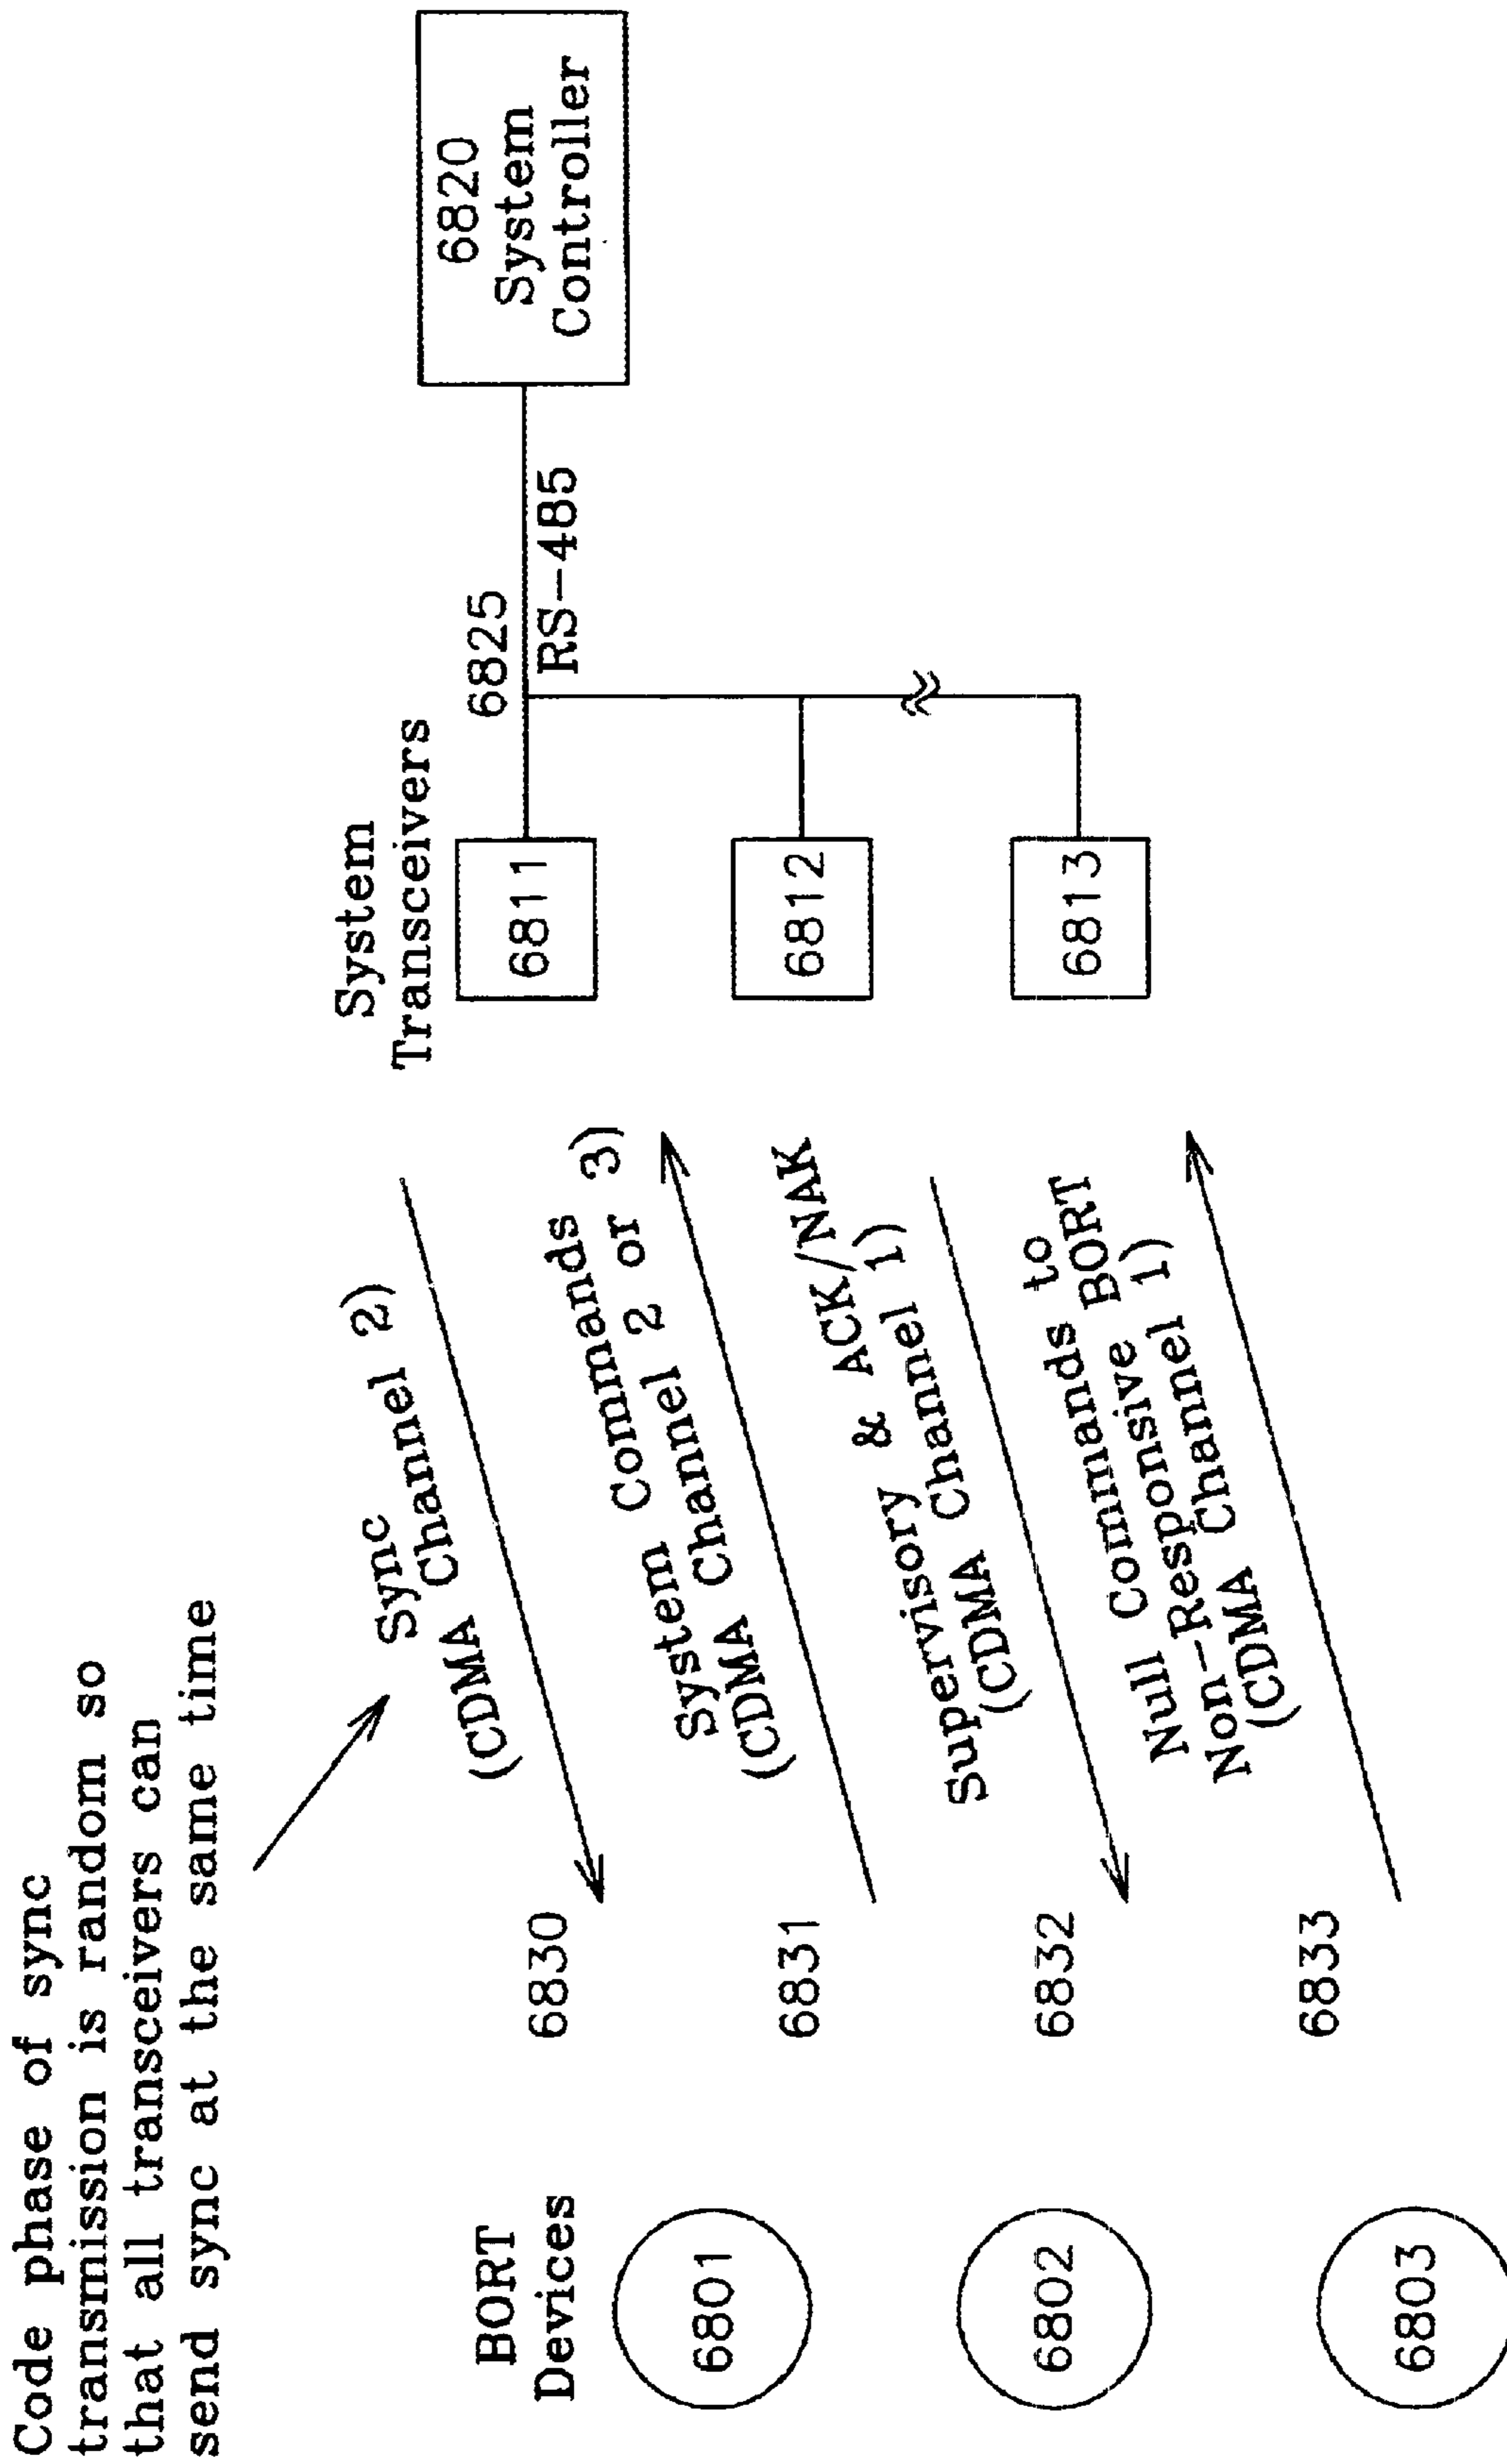 Code phase of sync
transmission is random so
that all transceivers can
send sync at the same time
BORT
Devices
6801
6802
6803
6830
Sync
(CDMA Channel 2)
6831
System Commands
(CDMA Channel 2 or 3)
6832
Supervisory & ACK/NAK
(CDMA Channel 1)
6833
Null Commands to
Non-Responsive BORT
(CDMA Channel 1)
System
Transceivers
6811
6812
6813
6825
RS-485
6820
System
Controller